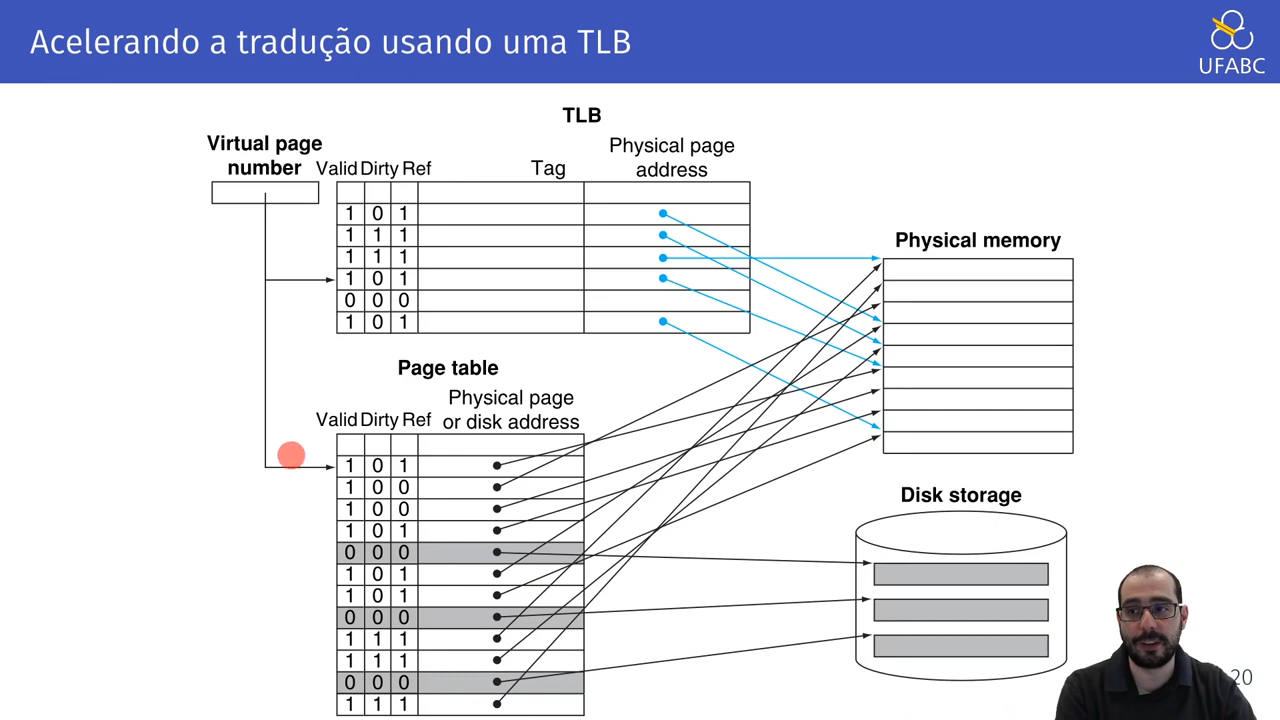 Acelerando a tradução usando uma TLB
UFABC
TLB
Virtual page
number
Valid Dirty Ref
Tag
Physical page
address
1 0 1
1 1 1
1 1 1
1 0 1
0 0 0
1 0 1
Physical memory
Page table
Physical page
or disk address
Valid Dirty Ref
1 0 1
1 0 0
1 0 0
1 0 1
0 0 0
1 0 1
1 0 1
0 0 0
1 1 1
1 1 1
0 0 0
1 1 1
Disk storage
20